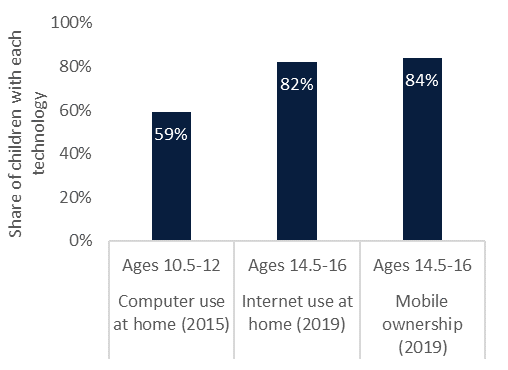 Share of children with each
technology
100%
80%
60%
40%
20%
0%
59%
82%
84%
Ages 10.5-12
Computer use
at home (2015)
Ages 14.5-16
Internet use at
home (2019)
Ages 14.5-16
Mobile
ownership
(2019)